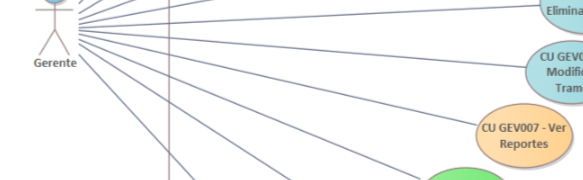 Elimina
CU GEV0
Modific
Tram
Gerente
CU GEV007 - Ver
Reportes